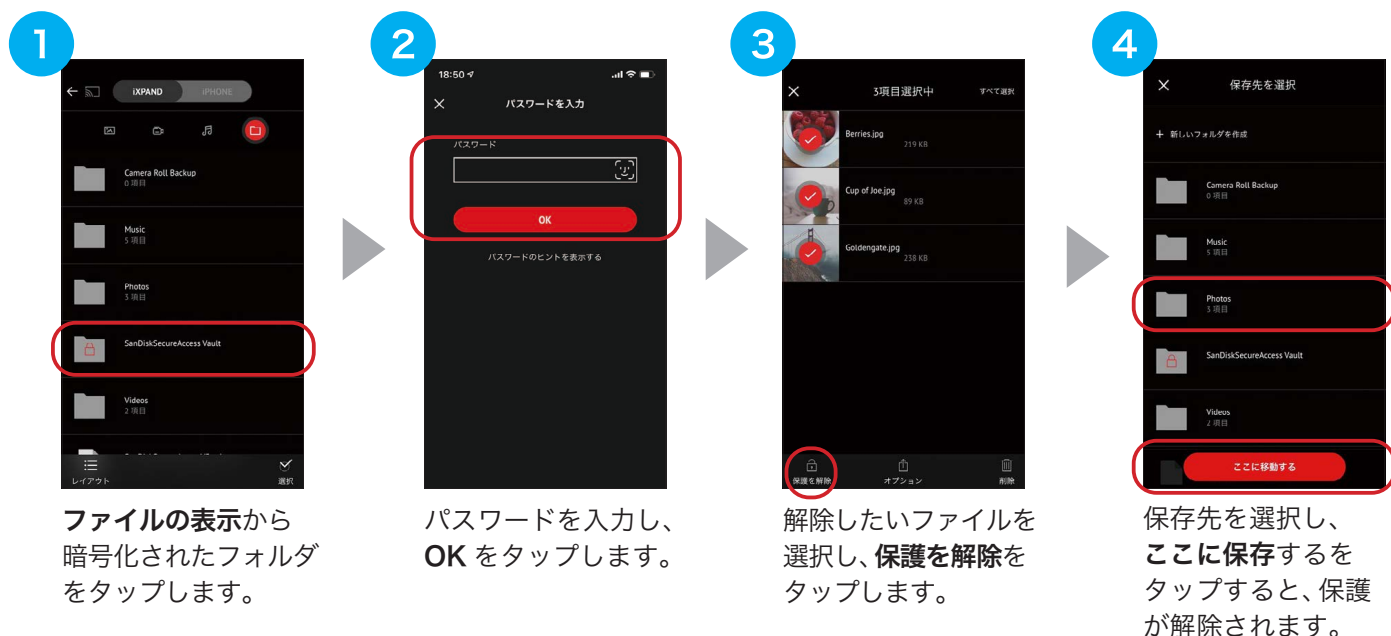 1
iXPAND
iPHONE
Camera Roll Backup
0 項目
Music
5 項目
Photos
3 項目
SanDiskSecureAccess Vault
Videos
2 項目
レイアウト
選択
ファイルの表示から
暗号化されたフォルダ
をタップします。
2
18:50
パスワードを入力
パスワード
OK
パスワードのヒントを表示する
パスワードを入力し、
OK をタップします。
3
3項目選択中
すべて選択
Berries.jpg
219 KB
Cup of Joe.jpg
89 KB
Goldengate.jpg
238 KB
保護を解除
オプション
削除
解除したいファイルを
選択し、保護を解除を
タップします。
4
保存先を選択
+ 新しいフォルダを作成
Camera Roll Backup
0 項目
Music
5 項目
Photos
3 項目
SanDiskSecureAccess Vault
Videos
2 項目
ここに移動する
保存先を選択し、
ここに保存するを
タップすると、保護
が解除されます。